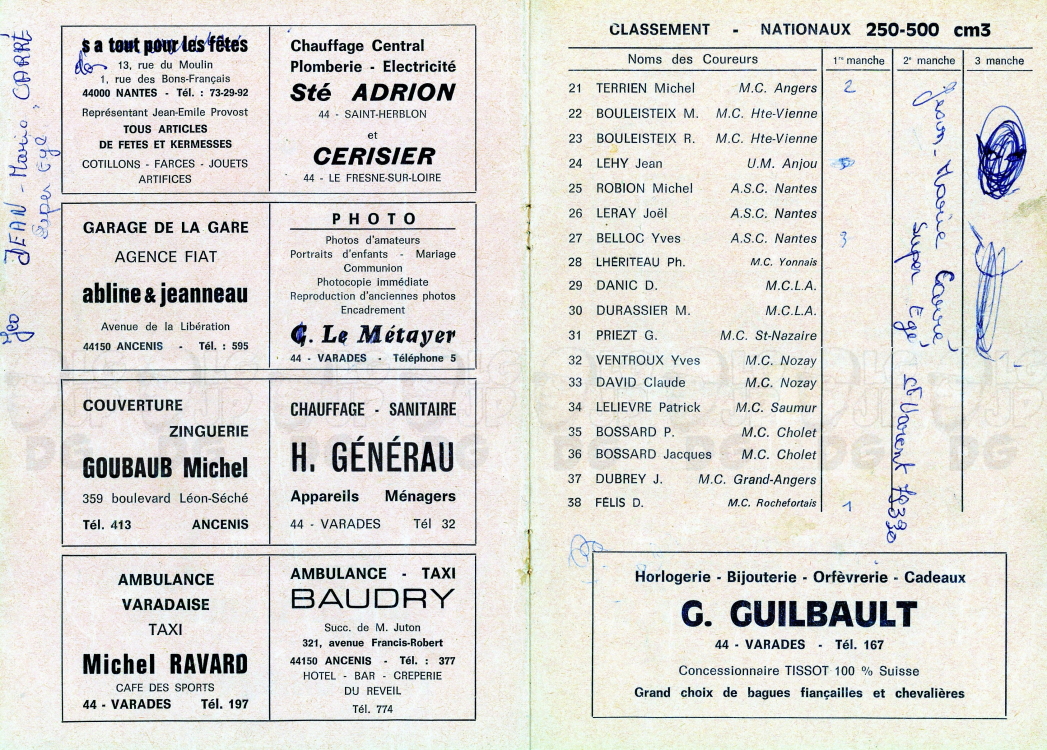 JEAN-Marie CARRÉ
Super Egé
s a tout pour les fêtes
13, rue du Moulin
1, rue des Bons-Français
44000 NANTES - Tél. : 73-29-92
Représentant Jean-Emile Provost
TOUS ARTICLES
DE FETES ET KERMESSES
COTILLONS - FARCES - JOUETS
ARTIFICES
Chauffage Central
Plomberie - Electricité
Sté ADRION
44 - SAINT-HERBLON
et
CERISIER
44 - LE FRESNE-SUR-LOIRE
GARAGE DE LA GARE
AGENCE FIAT
abline & jeanneau
Avenue de la Libération
44150 ANCENIS - Tél. : 595
PHOTO
Photos d'amateurs
Portraits d'enfants - Mariage
Communion
Photocopie immédiate
Reproduction d'anciennes photos
Encadrement
G. Le Métayer
44 - VARADES - Téléphone 5
COUVERTURE
ZINGUERIE
GOUBAUB Michel
359 boulevard Léon-Séché
Tél. 413 ANCENIS
CHAUFFAGE - SANITAIRE
H. GÉNÉRAU
Appareils Ménagers
44 - VARADES Tél 32
AMBULANCE
VARADAISE
TAXI
Michel RAVARD
CAFE DES SPORTS
44 - VARADES Tél. 197
AMBULANCE - TAXI
BAUDRY
Succ. de M. Juton
321, avenue Francis-Robert
44150 ANCENIS - Tél. : 377
HOTEL - BAR - CREPERIE
DU REVEIL
Tél. 774
CLASSEMENT - NATIONAUX 250-500 cm3
Noms des Coureurs 1re manche 2e manche 3 manche
21 TERRIEN Michel M.C. Angers 2
22 BOULEISTEIX M. M.C. Hte-Vienne
23 BOULEISTEIX R. M.C. Hte-Vienne
24 LEHY Jean U.M. Anjou
25 ROBION Michel A.S.C. Nantes
26 LERAY Joël A.S.C. Nantes
27 BELLOC Yves A.S.C. Nantes 3
28 LHÉRITEAU Ph. M.C. Yonnais
29 DANIC D. M.C.L.A.
30 DURASSIER M. M.C.L.A.
31 PRIEZT G. M.C. St-Nazaire
32 VENTROUX Yves M.C. Nozay
33 DAVID Claude M.C. Nozay
34 LELIEVRE Patrick M.C. Saumur
35 BOSSARD P. M.C. Cholet
36 BOSSARD Jacques M.C. Cholet
37 DUBREY J. M.C. Grand-Angers
38 FÉLIS D. M.C. Rochefortais 1
Jean-Marie Carré
Super Egé
St Varent 79330
Horlogerie - Bijouterie - Orfèvrerie - Cadeaux
G. GUILBAULT
44 - VARADES - Tél. 167
Concessionnaire TISSOT 100 % Suisse
Grand choix de bagues fiançailles et chevalières